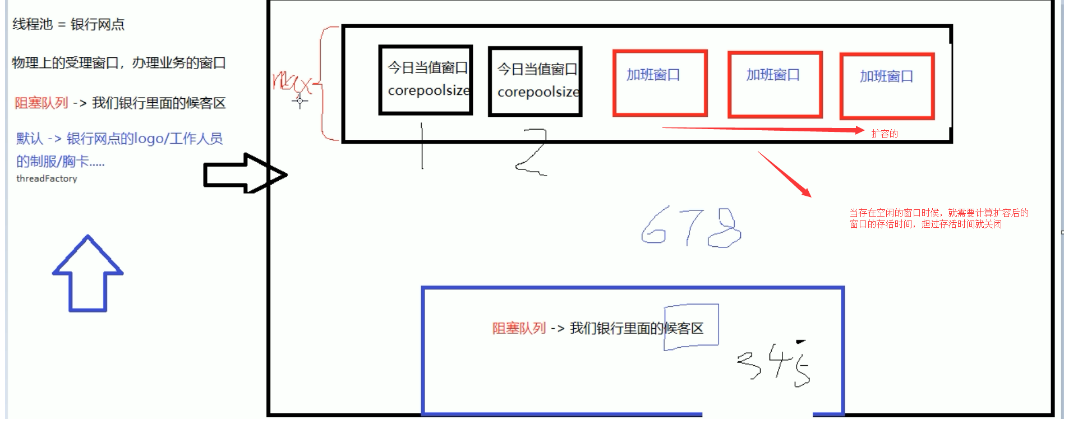 线程池 = 银行网点
物理上的受理窗口，办理业务的窗口
阻塞队列 -> 我们银行里面的候客区
默认 -> 银行网点的logo/工作人员
的制服/胸卡.....
threadFactory
max
今日当值窗口
corepoolsize
今日当值窗口
corepoolsize
加班窗口
加班窗口
加班窗口
扩容的
1
2
当存在空闲的窗口时候，就需要计算扩容后的
窗口的存活时间，超过存活时间就关闭
678
阻塞队列 -> 我们银行里面的候客区
345